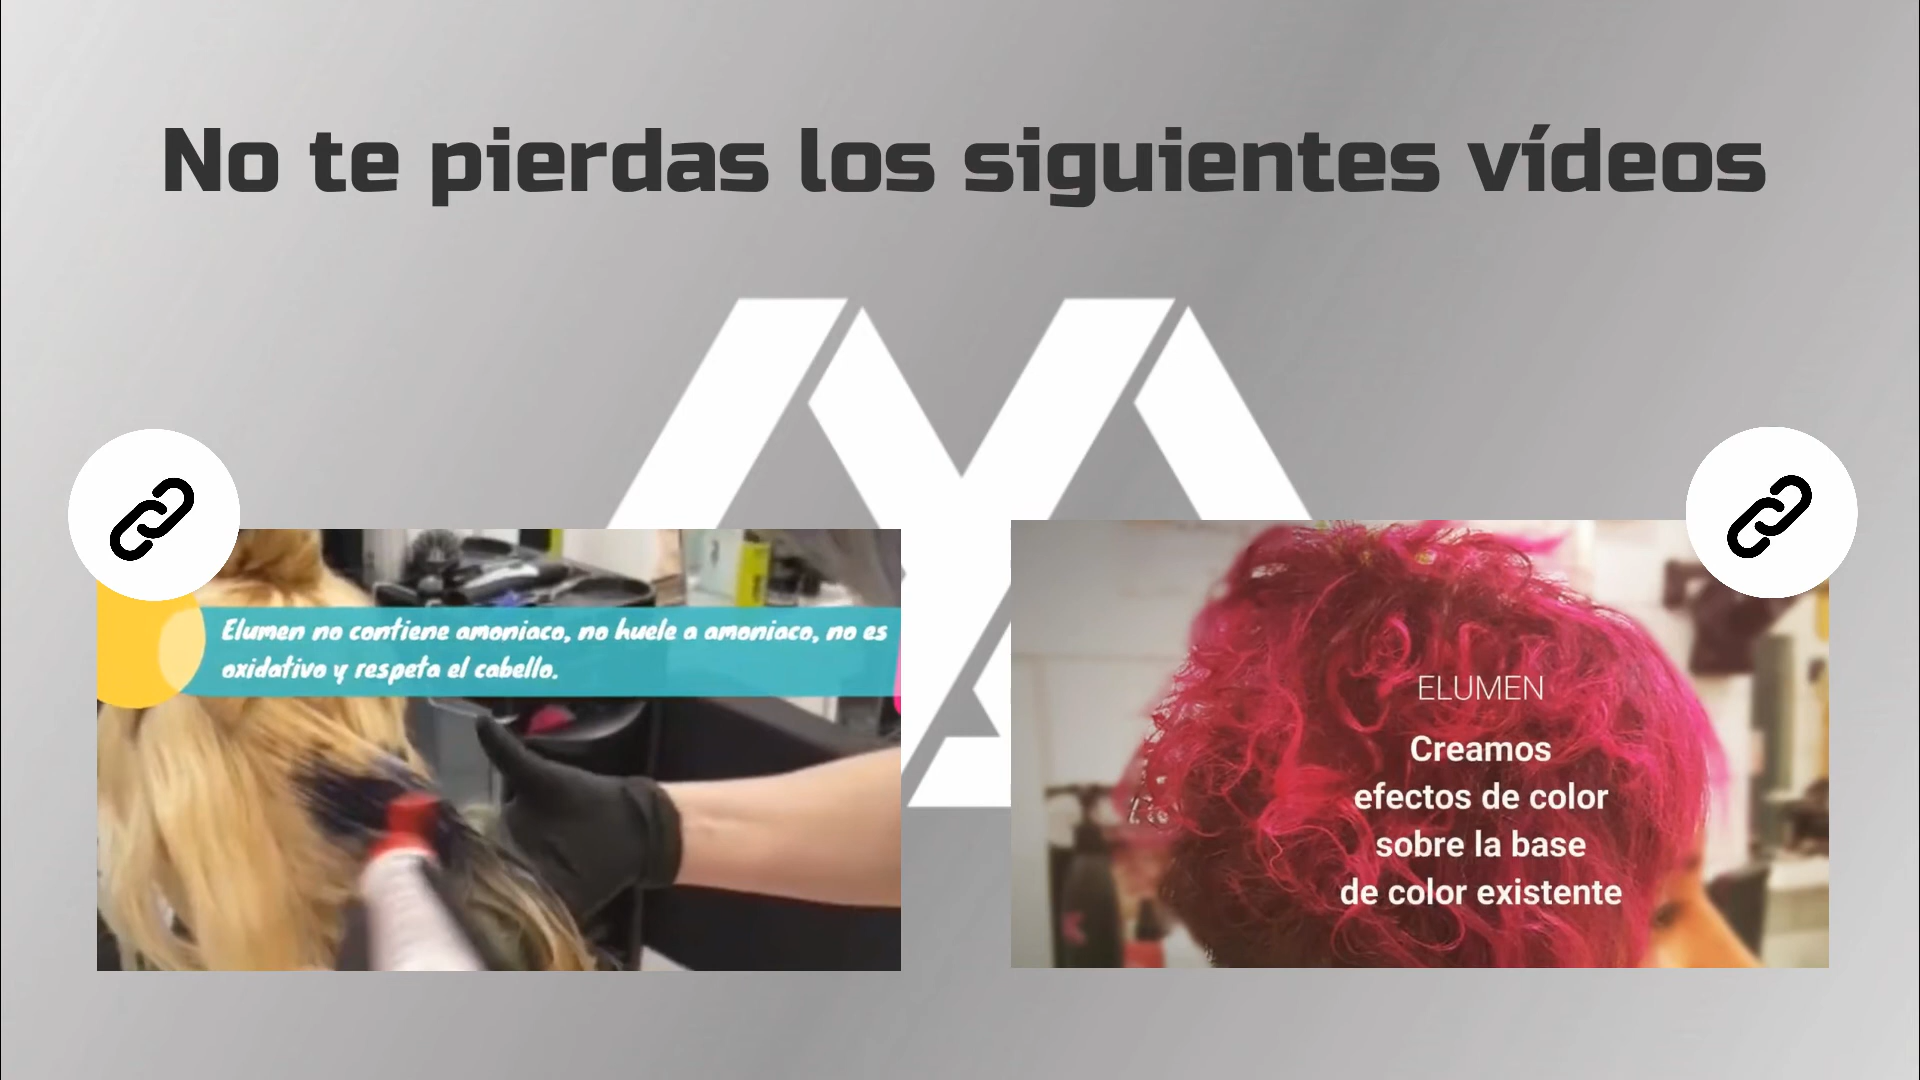 No te pierdas los siguientes vídeos
Elumen no contiene amoniaco, no huele a amoniaco, no es
oxidativo y respeta el cabello.
ELUMEN
Creamos
efectos de color
sobre la base
de color existente